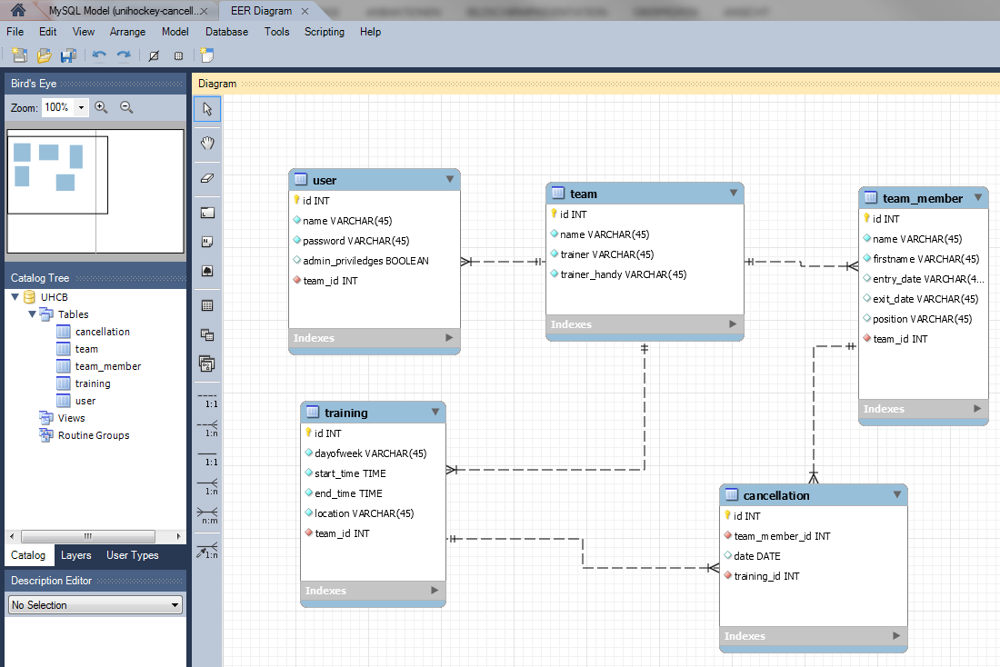 MySQL Model (unihockey-cancell... ×
EER Diagram ×
File Edit View Arrange Model Database Tools Scripting Help
Bird's Eye
Zoom: 100%
Catalog Tree
UHCB
Tables
cancellation
team
team_member
training
user
Views
Routine Groups
Catalog Layers User Types
Description Editor
No Selection
1:1
1:n
1:1
1:n
n:m
1:n
Diagram
user
id INT
name VARCHAR(45)
password VARCHAR(45)
admin_priviledges BOOLEAN
team_id INT
Indexes
team
id INT
name VARCHAR(45)
trainer VARCHAR(45)
trainer_handy VARCHAR(45)
Indexes
team_member
id INT
name VARCHAR(45)
firstname VARCHAR(45)
entry_date VARCHAR(4...
exit_date VARCHAR(45)
position VARCHAR(45)
team_id INT
Indexes
training
id INT
dayofweek VARCHAR(45)
start_time TIME
end_time TIME
location VARCHAR(45)
team_id INT
Indexes
cancellation
id INT
team_member_id INT
date DATE
training_id INT
Indexes